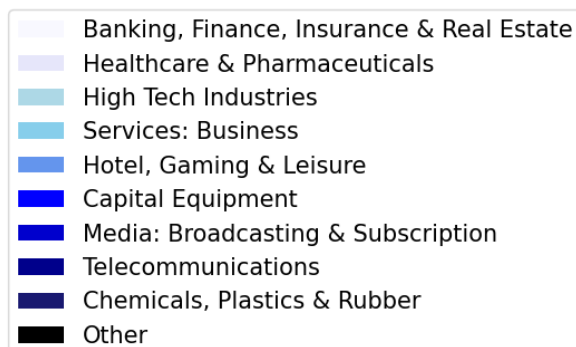 Banking, Finance, Insurance & Real Estate
Healthcare & Pharmaceuticals
High Tech Industries
Services: Business
Hotel, Gaming & Leisure
Capital Equipment
Media: Broadcasting & Subscription
Telecommunications
Chemicals, Plastics & Rubber
Other